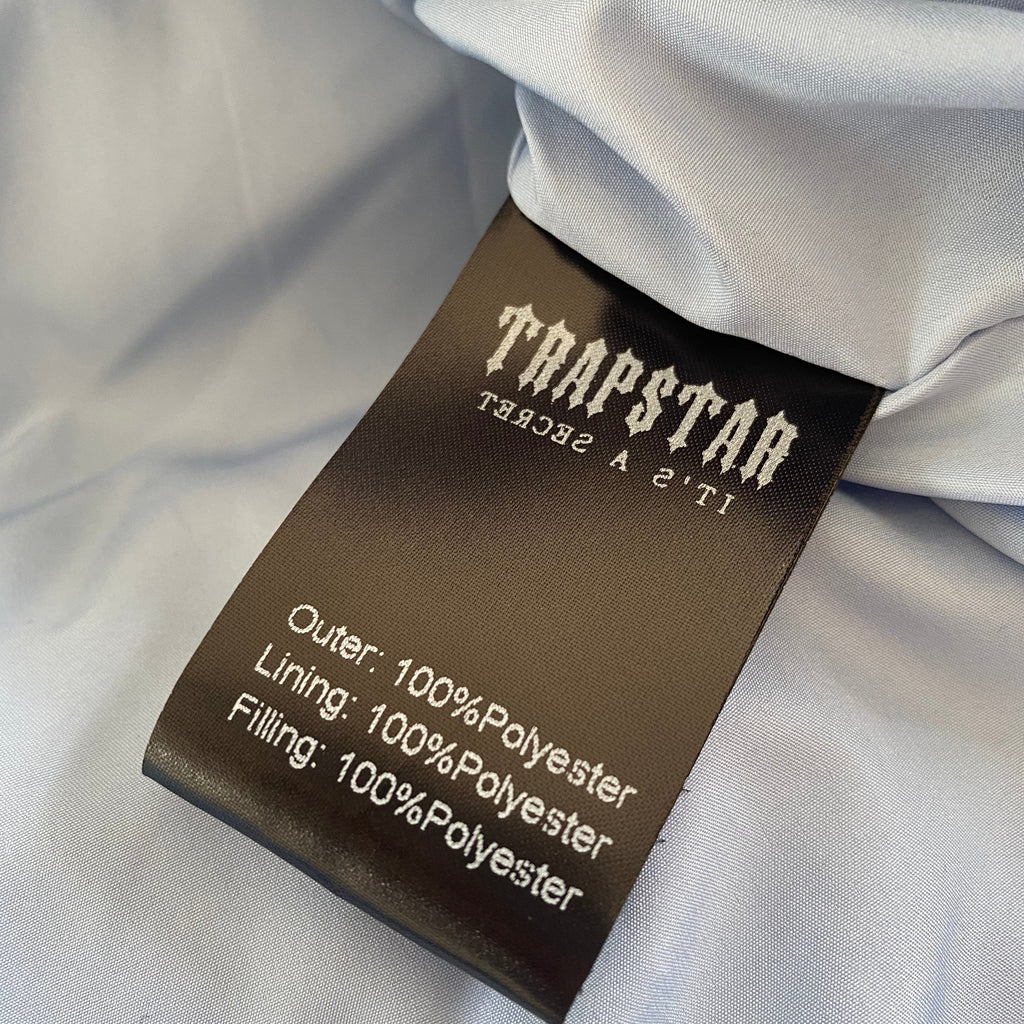 TRAPSTAR
IT'S A SECRET
Outer: 100%Polyester
Lining: 100%Polyester
Filling: 100%Polyester